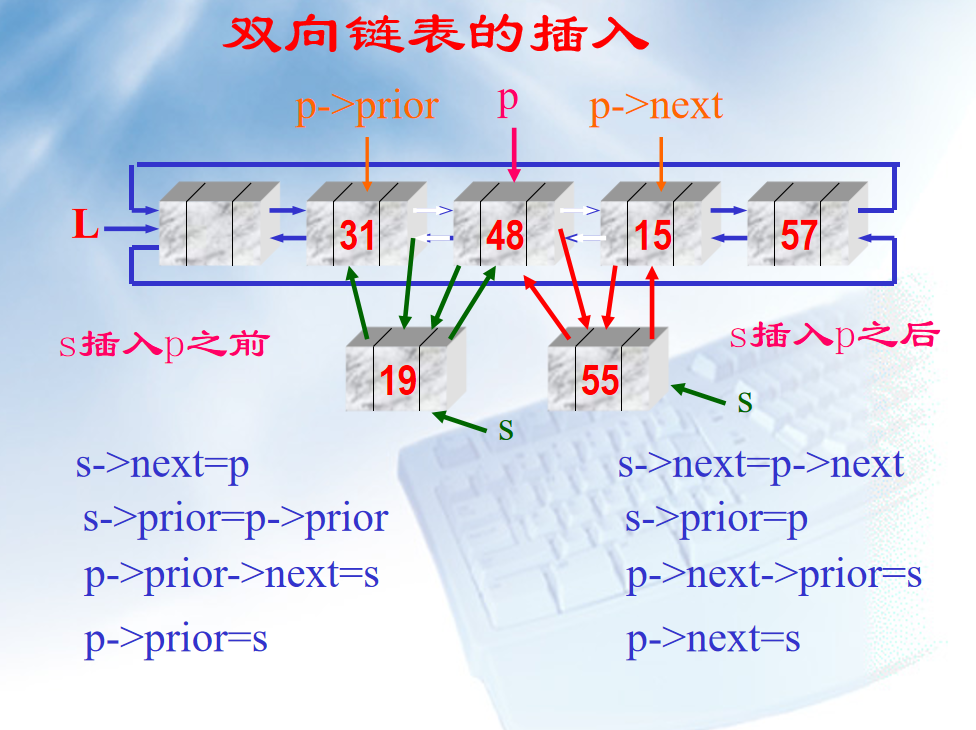 双向链表的插入
p->prior
p
p->next
L
31
48
15
57
s插入p之前
s插入p之后
19
55
s
s
s->next=p
s->prior=p->prior
p->prior->next=s
p->prior=s
s->next=p->next
s->prior=p
p->next->prior=s
p->next=s